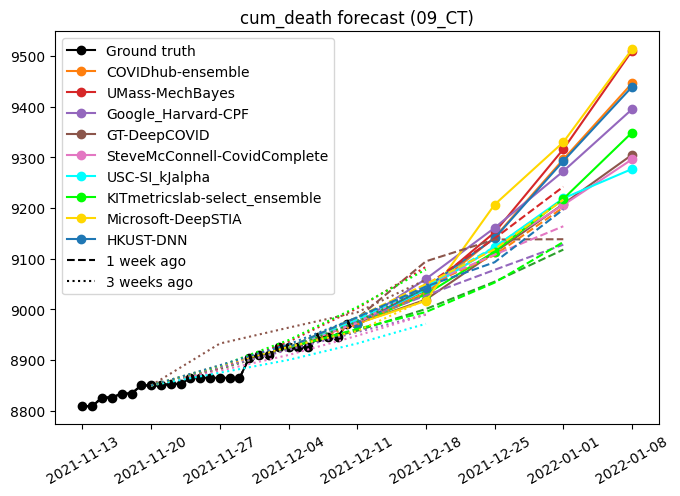 cum_death forecast (09_CT)
9500
9400
9300
9200
9100
9000
8900
8800
Ground truth
COVIDhub-ensemble
UMass-MechBayes
Google_Harvard-CPF
GT-DeepCOVID
SteveMcConnell-CovidComplete
USC-SI_kJalpha
KITmetricslab-select_ensemble
Microsoft-DeepSTIA
HKUST-DNN
1 week ago
3 weeks ago
2021-11-13
2021-11-20
2021-11-27
2021-12-04
2021-12-11
2021-12-18
2021-12-25
2022-01-01
2022-01-08